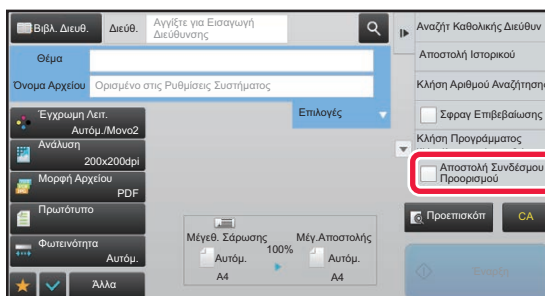 Βιβλ. Διευθ.
Διεύθ.
Αγγίξτε για Εισαγωγή
Διεύθυνσης
Θέμα
Όνομα Αρχείου
Ορισμένο στις Ρυθμίσεις Συστήματος
Έγχρωμη Λειτ.
Αυτόμ./Μονο2
Επιλογές
Ανάλυση
200x200dpi
Μορφή Αρχείου
PDF
Πρωτότυπο
Φωτεινότητα
Αυτόμ.
Άλλα
Μέγεθ. Σάρωσης
100%
Μέγ.Αποστολής
Αυτόμ.
Αυτόμ.
A4
A4
Αναζήτ Καθολικής Διεύθυν
Αποστολή Ιστορικού
Κλήση Αριθμού Αναζήτησης
Σφραγ Επιβεβαίωσης
Κλήση Προγράμματος
Αποστολή Συνδέσμου
Προορισμού
Προεπισκόπ
CA
Έναρξη